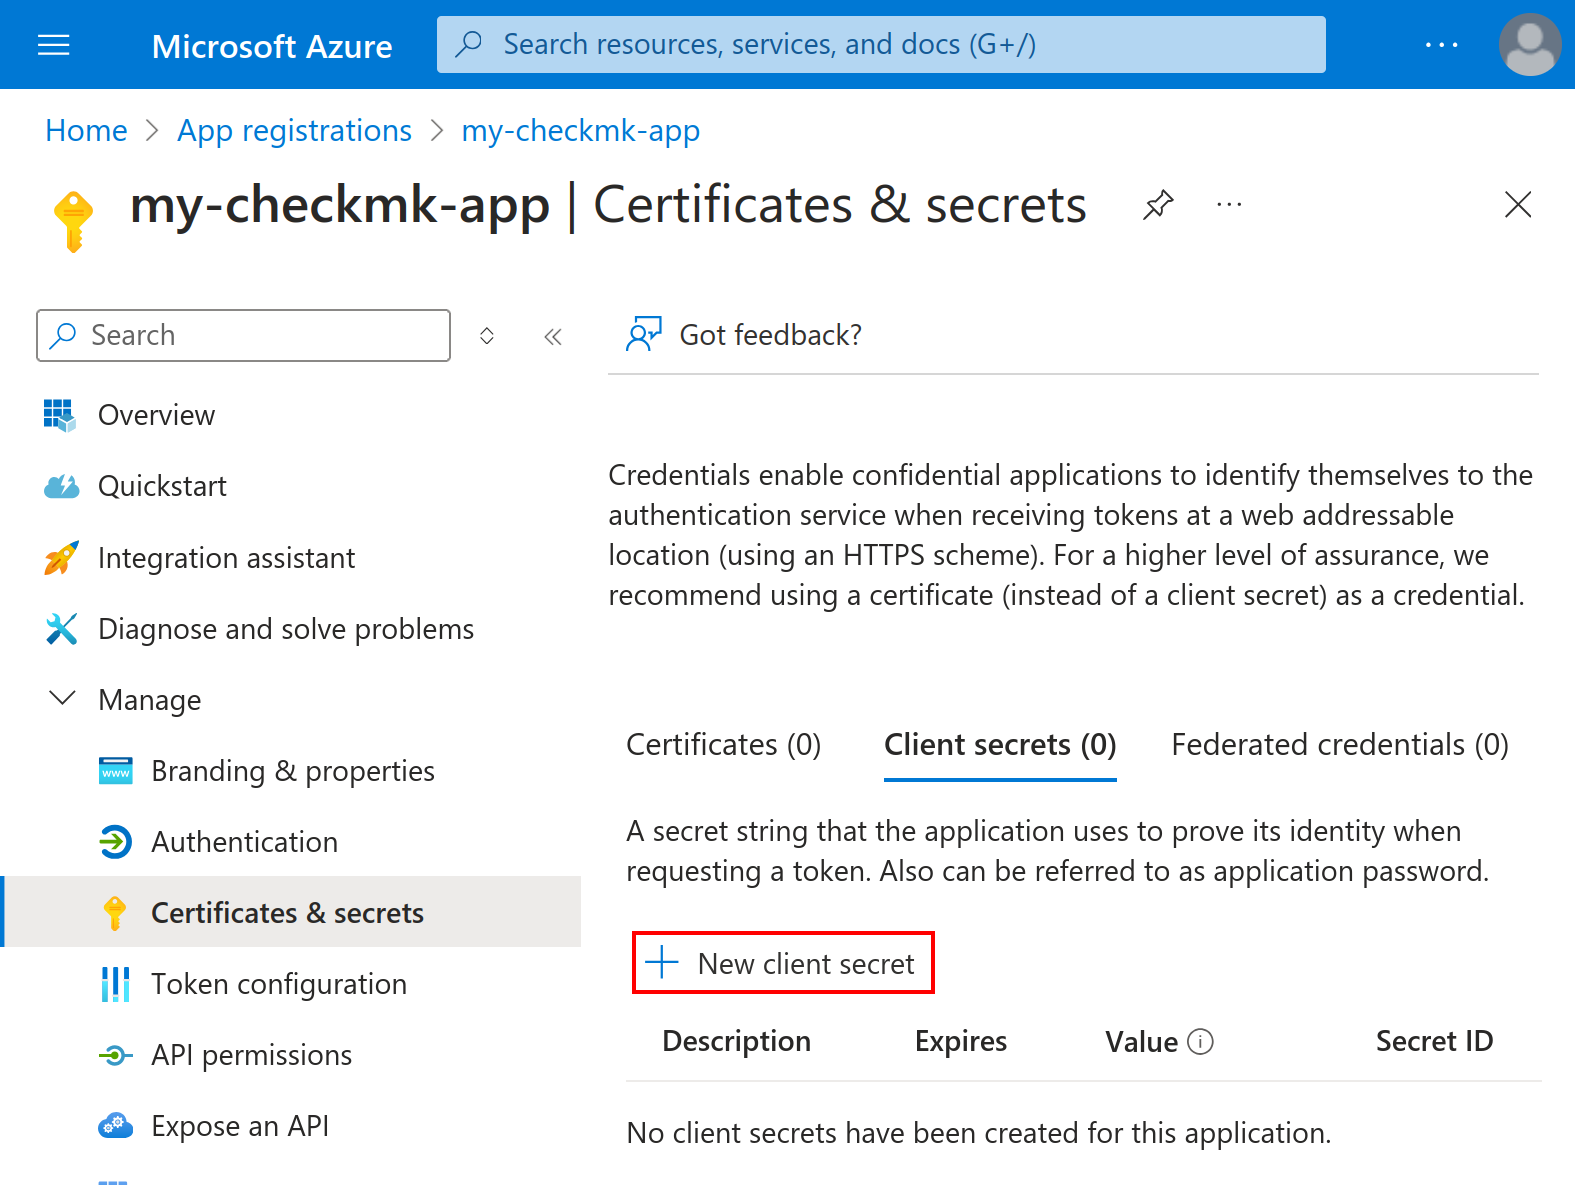 Microsoft Azure
Search resources, services, and docs (G+/)
Home > App registrations > my-checkmk-app
my-checkmk-app | Certificates & secrets
Search
Overview
Quickstart
Integration assistant
Diagnose and solve problems
Manage
Branding & properties
Authentication
Certificates & secrets
Token configuration
API permissions
Expose an API
Got feedback?
Credentials enable confidential applications to identify themselves to the
authentication service when receiving tokens at a web addressable
location (using an HTTPS scheme). For a higher level of assurance, we
recommend using a certificate (instead of a client secret) as a credential.
Certificates (0) Client secrets (0) Federated credentials (0)
A secret string that the application uses to prove its identity when
requesting a token. Also can be referred to as application password.
New client secret
Description Expires Value Secret ID
No client secrets have been created for this application.